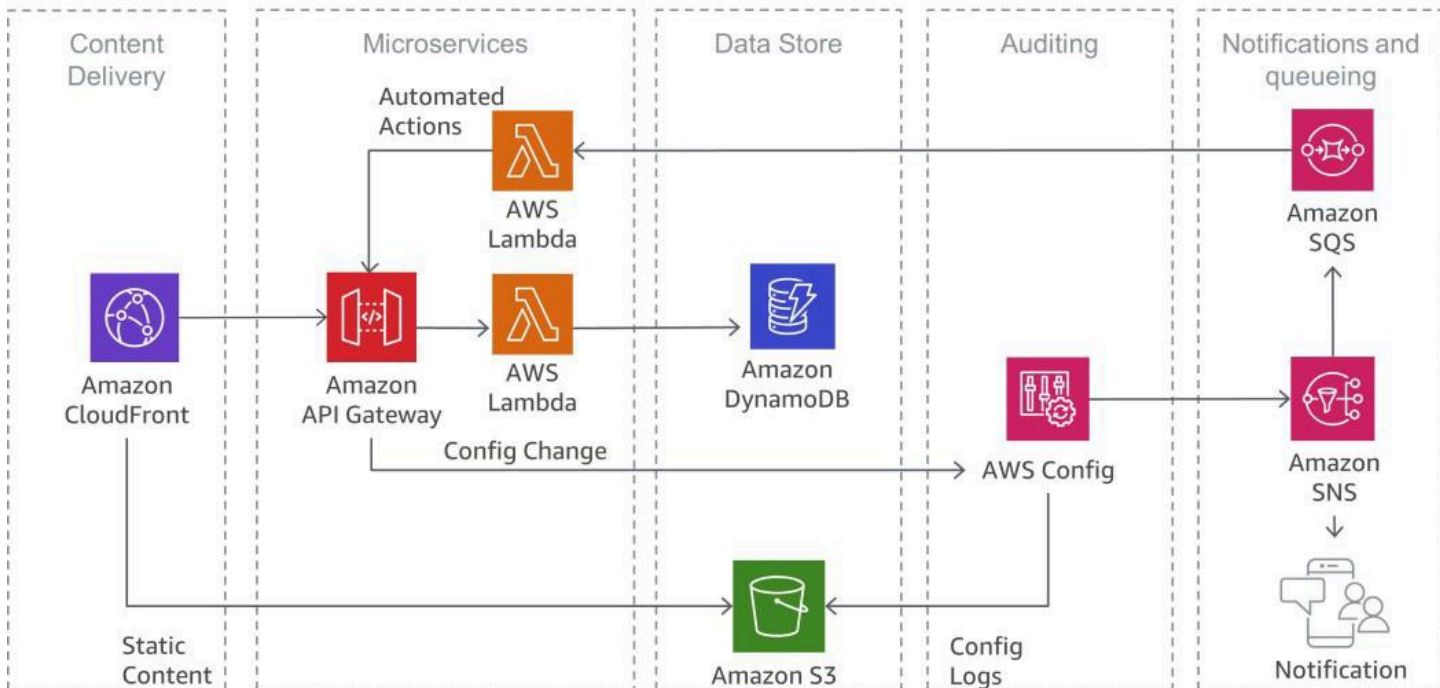 Content
Delivery
Microservices
Data Store
Auditing
Notifications and
queueing
Automated
Actions
AWS
Lambda
Amazon
SQS
Amazon
CloudFront
</>
Amazon
API Gateway
AWS
Lambda
Amazon
DynamoDB
Config Change
AWS Config
Amazon
SNS
Static
Content
Amazon S3
Config
Logs
Notification